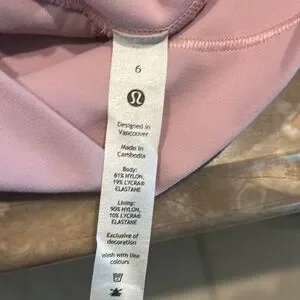 6
Designed in
Vancouver
Made in
Cambodia
Body:
81% NYLON,
19% LYCRA®
ELASTANE
Lining:
90% NYLON,
10% LYCRA®
ELASTANE
Exclusive of
decoration
Wash with like
colours